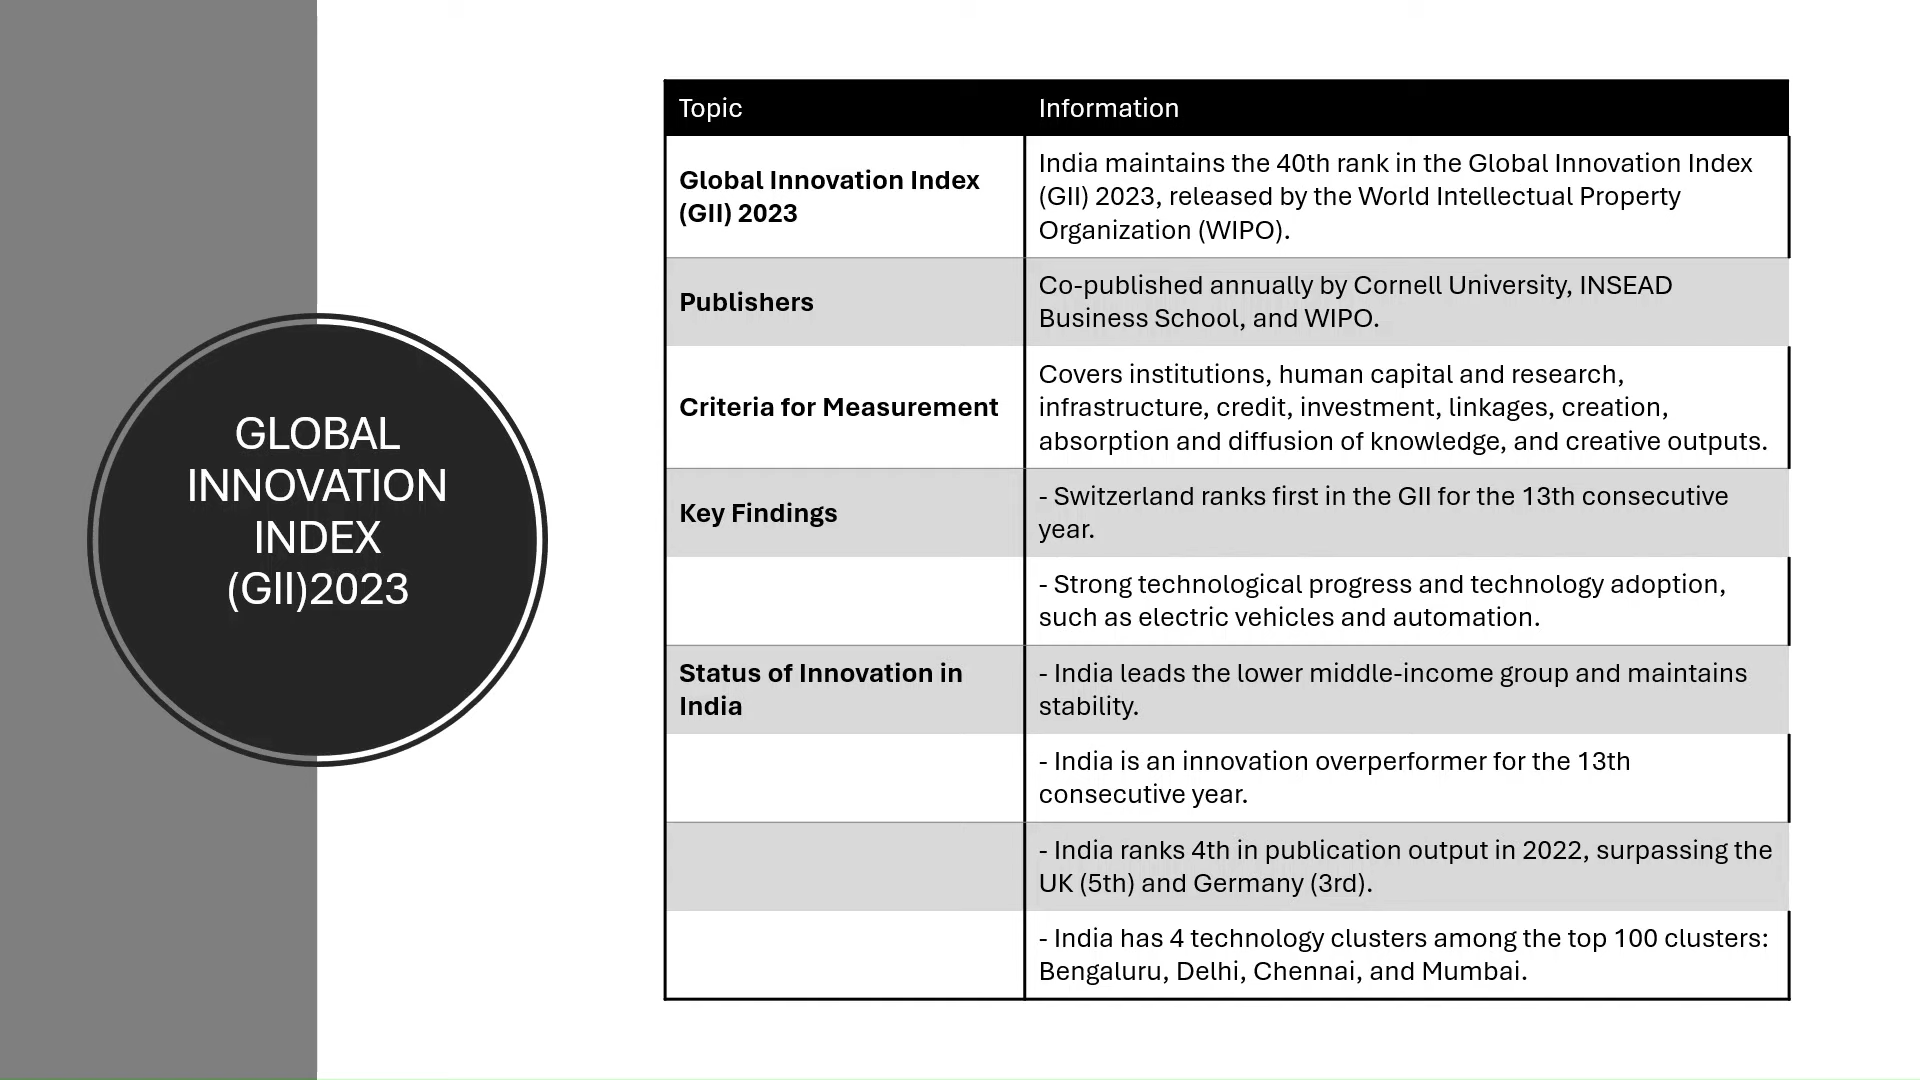 GLOBAL
INNOVATION
INDEX
(GII)2023
Topic
Information
Global Innovation Index
(GII) 2023
India maintains the 40th rank in the Global Innovation Index
(GII) 2023, released by the World Intellectual Property
Organization (WIPO).
Publishers
Co-published annually by Cornell University, INSEAD
Business School, and WIPO.
Criteria for Measurement
Covers institutions, human capital and research,
infrastructure, credit, investment, linkages, creation,
absorption and diffusion of knowledge, and creative outputs.
Key Findings
- Switzerland ranks first in the GII for the 13th consecutive
year.
- Strong technological progress and technology adoption,
such as electric vehicles and automation.
Status of Innovation in
India
- India leads the lower middle-income group and maintains
stability.
- India is an innovation overperformer for the 13th
consecutive year.
- India ranks 4th in publication output in 2022, surpassing the
UK (5th) and Germany (3rd).
- India has 4 technology clusters among the top 100 clusters:
Bengaluru, Delhi, Chennai, and Mumbai.